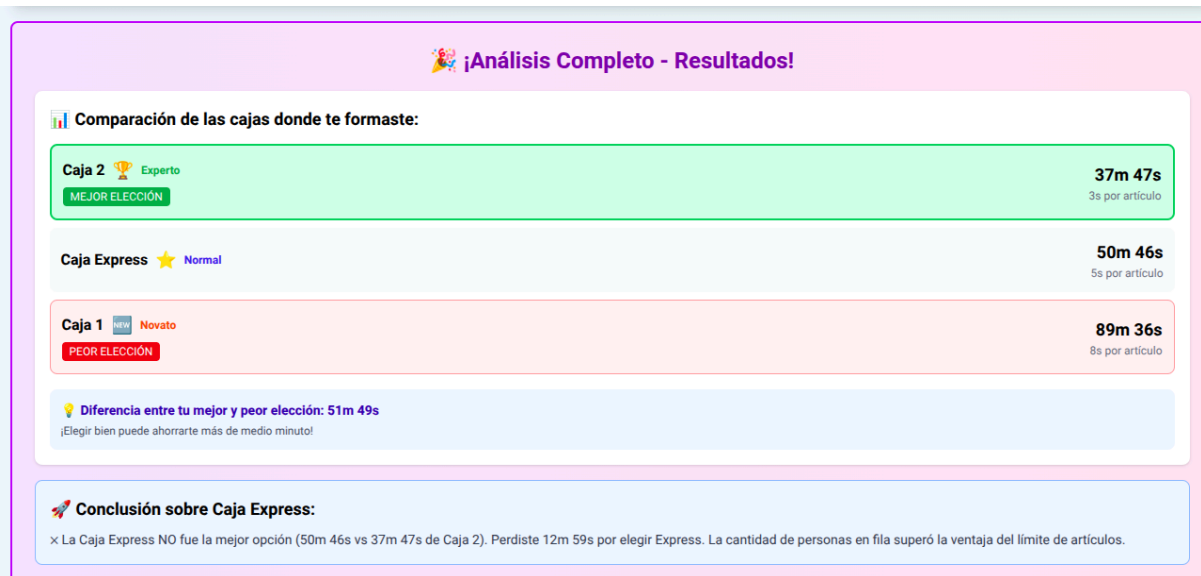 🎉 ¡Análisis Completo - Resultados!
📊 Comparación de las cajas donde te formaste:
Caja 2 🏆 Experto
MEJOR ELECCIÓN
37m 47s
3s por artículo
Caja Express ⭐ Normal
50m 46s
5s por artículo
Caja 1 🆕 Novato
PEOR ELECCIÓN
89m 36s
8s por artículo
💡 Diferencia entre tu mejor y peor elección: 51m 49s
¡Elegir bien puede ahorrarte más de medio minuto!
🚀 Conclusión sobre Caja Express:
× La Caja Express NO fue la mejor opción (50m 46s vs 37m 47s de Caja 2). Perdiste 12m 59s por elegir Express. La cantidad de personas en fila superó la ventaja del límite de artículos.